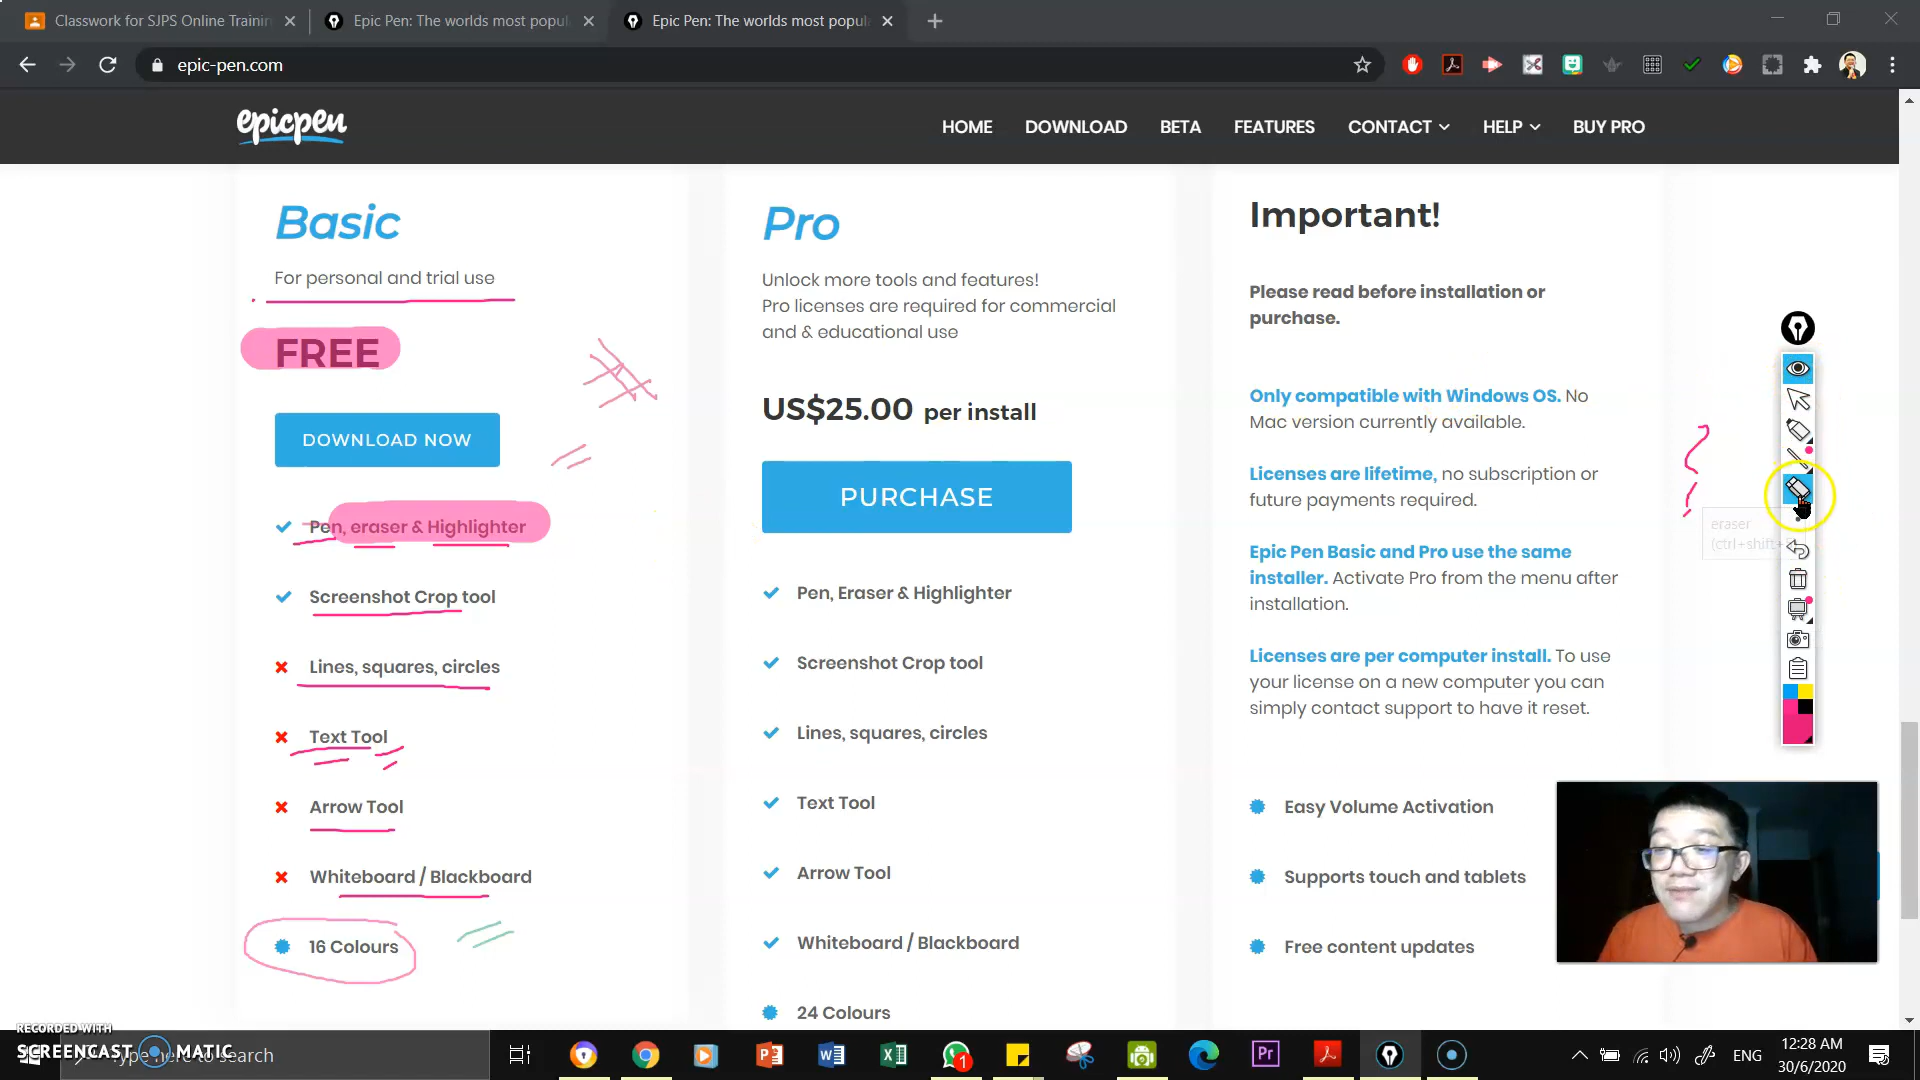 Classwork for SJPS Online Trainin
Epic Pen: The worlds most popul
Epic Pen: The worlds most popul
epic-pen.com
epicpen
HOME
DOWNLOAD
BETA
FEATURES
CONTACT
HELP
BUY PRO
Basic
For personal and trial use
FREE
DOWNLOAD NOW
Pen, eraser & Highlighter
Screenshot Crop tool
Lines, squares, circles
Text Tool
Arrow Tool
Whiteboard / Blackboard
16 Colours
Pro
Unlock more tools and features!
Pro licenses are required for commercial
and & educational use
US$25.00 per install
PURCHASE
Pen, Eraser & Highlighter
Screenshot Crop tool
Lines, squares, circles
Text Tool
Arrow Tool
Whiteboard / Blackboard
24 Colours
Important!
Please read before installation or
purchase.
Only compatible with Windows OS. No
Mac version currently available.
Licenses are lifetime, no subscription or
future payments required.
Epic Pen Basic and Pro use the same
installer. Activate Pro from the menu after
installation.
Licenses are per computer install. To use
your license on a new computer you can
simply contact support to have it reset.
Easy Volume Activation
Supports touch and tablets
Free content updates
eraser
(ctrl+shift+
RECORDED WITH
SCREENCAST MATIC
Type here to search
1
ENG
12:28 AM
30/6/2020